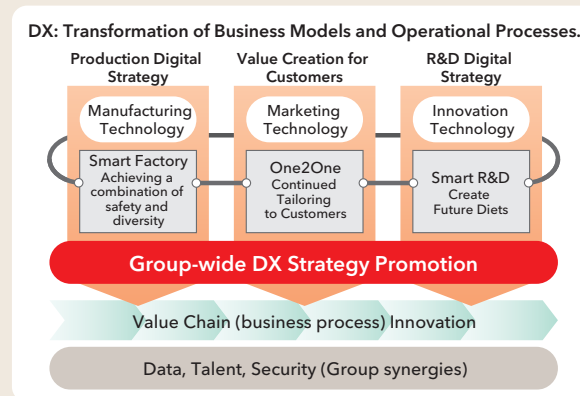 DX: Transformation of Business Models and Operational Processes.
Production Digital
Strategy
Value Creation for
Customers
R&D Digital
Strategy
Manufacturing
Technology
Marketing
Technology
Innovation
Technology
Smart Factory
Achieving a
combination of
safety and
diversity
One2One
Continued
Tailoring
to Customers
Smart R&D
Create
Future Diets
Group-wide DX Strategy Promotion
Value Chain (business process) Innovation
Data, Talent, Security (Group synergies)